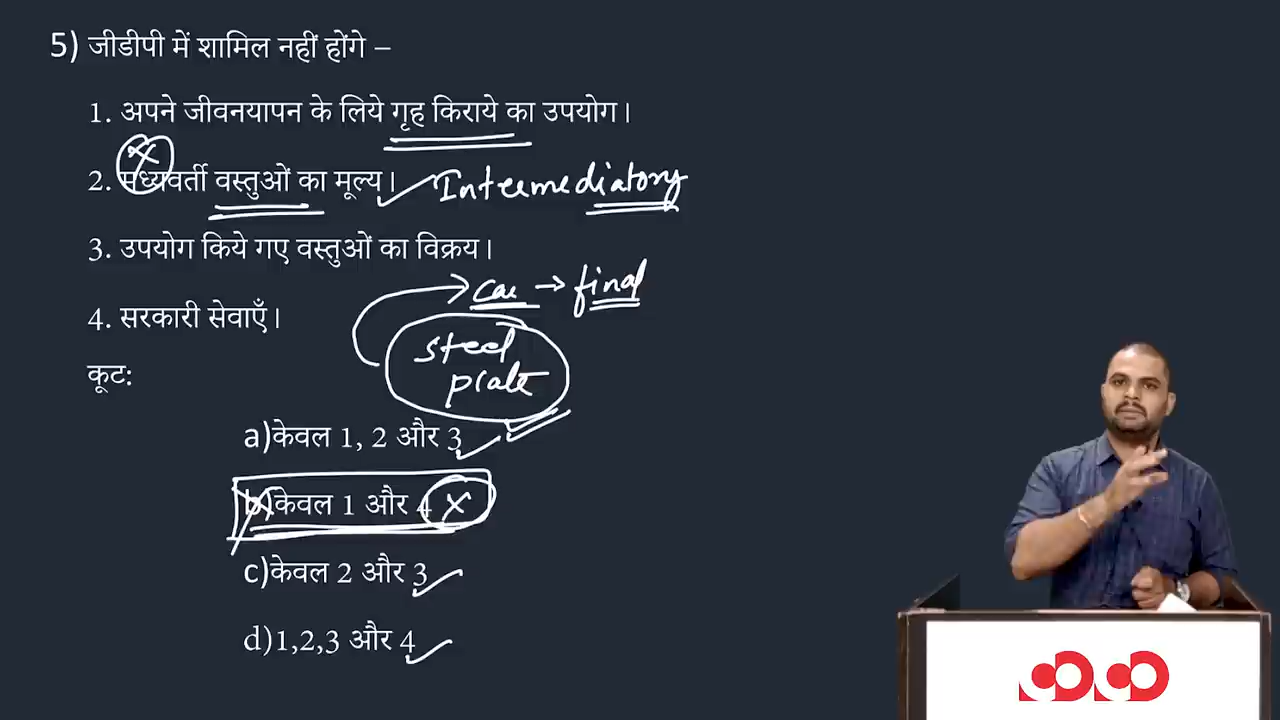 5) जीडीपी में शामिल नहीं होंगे –
1. अपने जीवनयापन के लिये गृह किराये का उपयोग।
2. मध्यवर्ती वस्तुओं का मूल्य। Intermediatory
3. उपयोग किये गए वस्तुओं का विक्रय।
car → final
4. सरकारी सेवाएँ।
steel
plate
कूटः
a)केवल 1, 2 और 3
b)केवल 1 और 4
c)केवल 2 और 3
d)1,2,3 और 4